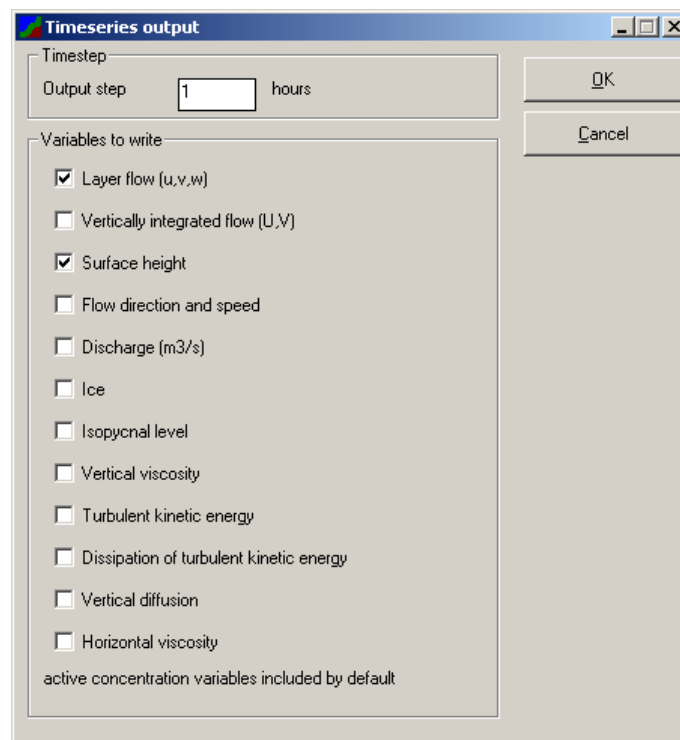 Timeseries output
Timestep
Output step 1 hours
OK
Cancel
Variables to write
Layer flow (u,v,w)
Vertically integrated flow (U,V)
Surface height
Flow direction and speed
Discharge (m3/s)
Ice
Isopycnal level
Vertical viscosity
Turbulent kinetic energy
Dissipation of turbulent kinetic energy
Vertical diffusion
Horizontal viscosity
active concentration variables included by default